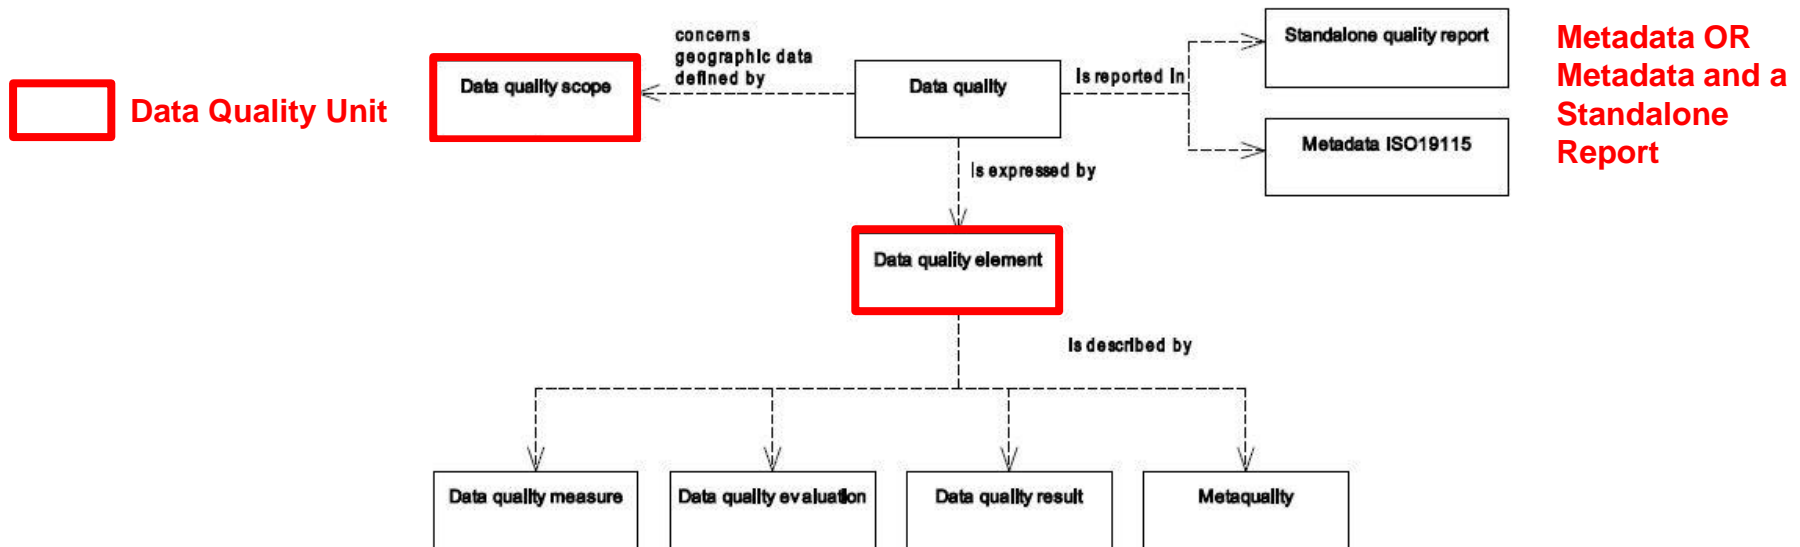 Data Quality Unit
Data quality scope
concerns
geographic data
defined by
Data quality
Is reported in
Standalone quality report
Metadata ISO19115
Metadata OR
Metadata and a
Standalone
Report
Is expressed by
Data quality element
Is described by
Data quality measure
Data quality evaluation
Data quality result
Metaquality